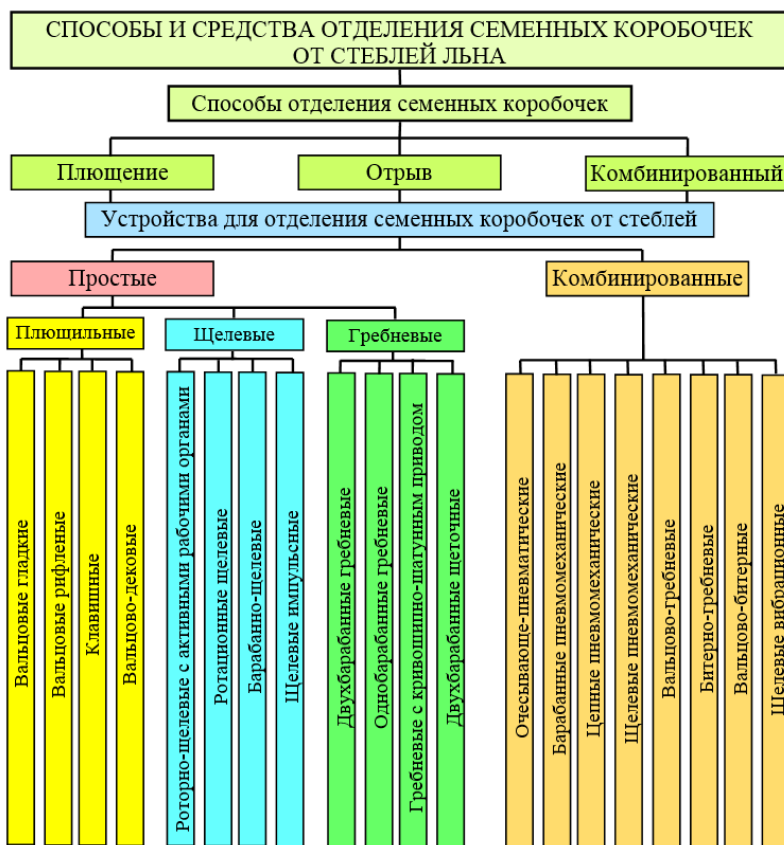 СПОСОБЫ И СРЕДСТВА ОТДЕЛЕНИЯ СЕМЕННЫХ КОРОБОЧЕК
ОТ СТЕБЛЕЙ ЛЬНА
Способы отделения семенных коробочек
Плющение
Отрыв
Комбинированный
Устройства для отделения семенных коробочек от стеблей
Простые
Комбинированные
Плющильные
Щелевые
Гребневые
Вальцовые гладкие
Вальцовые рифленые
Клавишные
Вальцово-дековые
Роторно-щелевые с активными рабочими органами
Ротационные щелевые
Барабанно-щелевые
Щелевые импульсные
Двухбарабанные гребневые
Однобарабанные гребневые
Гребневые с кривошипно-шатунным приводом
Двухбарабанные щеточные
Очесывающе-пневматические
Барабанные пневмомеханические
Цепные пневмомеханические
Щелевые пневмомеханические
Вальцово-гребневые
Битерно-гребневые
Вальцово-битерные
Щелевые вибрационные